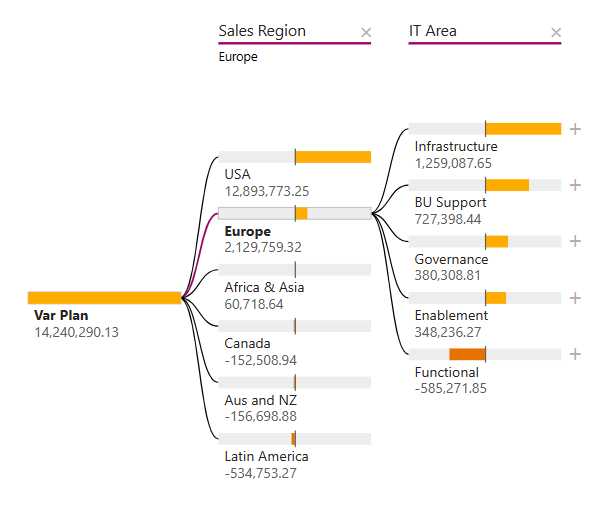 Sales Region
Europe
IT Area
Var Plan
14,240,290.13
USA
12,893,773.25
Europe
2,129,759.32
Africa & Asia
60,718.64
Canada
-152,508.94
Aus and NZ
-156,698.88
Latin America
-534,753.27
Infrastructure
1,259,087.65
BU Support
727,398.44
Governance
380,308.81
Enablement
348,236.27
Functional
-585,271.85